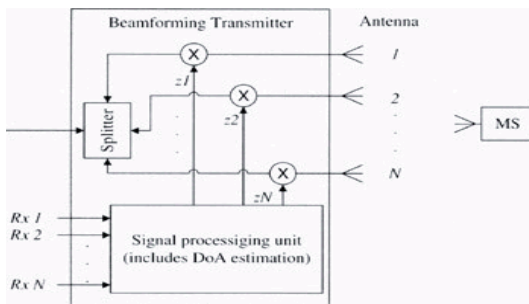 Beamforming Transmitter
Antenna
1
z1
2
MS
z2
Splitter
N
zN
Rx 1
Rx 2
Signal processiging unit
(includes DoA estimation)
Rx N